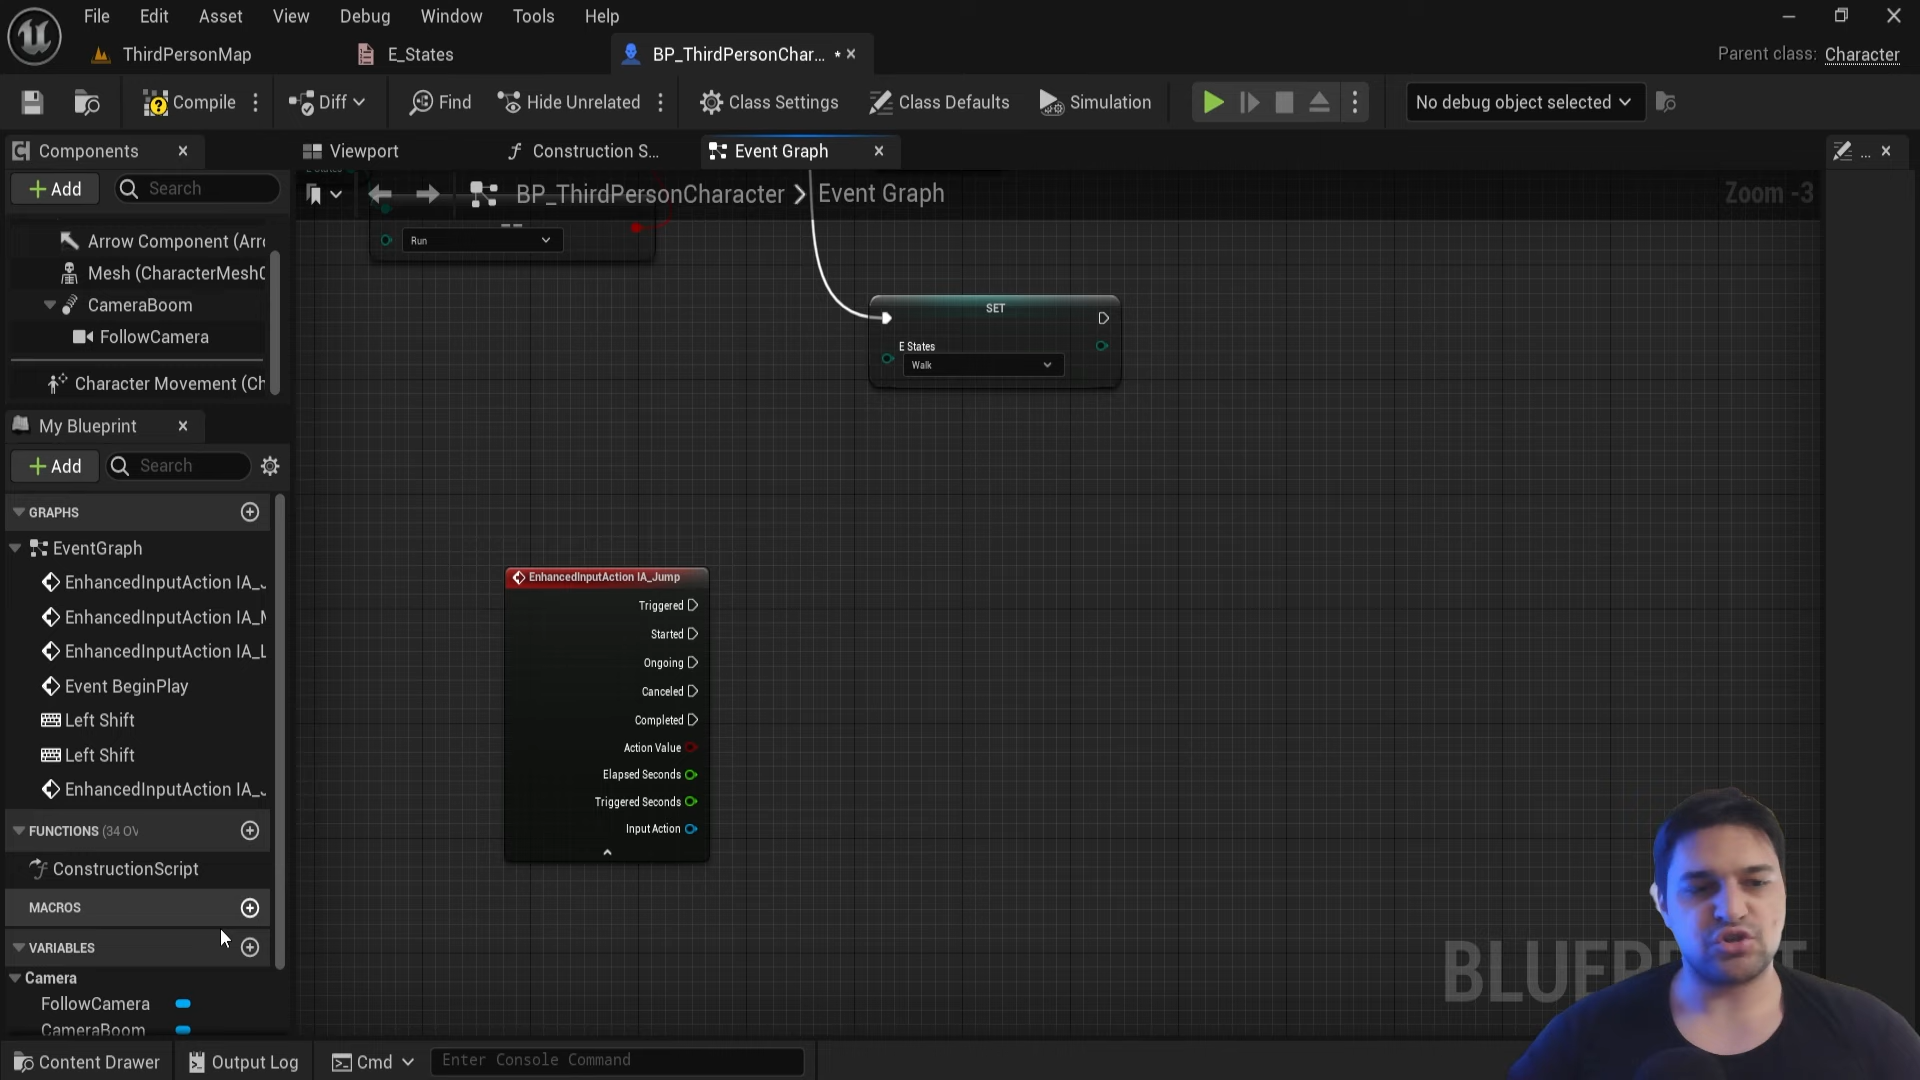 File Edit Asset View Debug Window Tools Help
ThirdPersonMap E_States BP_ThirdPersonChar... * Parent class: Character
Compile Diff Find Hide Unrelated Class Settings Class Defaults Simulation No debug object selected
Components Viewport Construction S... Event Graph ...
+ Add Search BP_ThirdPersonCharacter > Event Graph Zoom -3
Run
Arrow Component (Arr
Mesh (CharacterMesh
CameraBoom
FollowCamera
Character Movement (Ch
SET
E States
Walk
My Blueprint
+ Add Search
GRAPHS
EventGraph
EnhancedInputAction IA_
EnhancedInputAction IA_
EnhancedInputAction IA_L
Event BeginPlay
Left Shift
Left Shift
EnhancedInputAction IA_
FUNCTIONS (34 OV
ConstructionScript
MACROS
VARIABLES
Camera
FollowCamera
CameraBoom
EnhancedInputAction IA_Jump
Triggered
Started
Ongoing
Canceled
Completed
Action Value
Elapsed Seconds
Triggered Seconds
Input Action
Content Drawer Output Log Cmd Enter Console Command